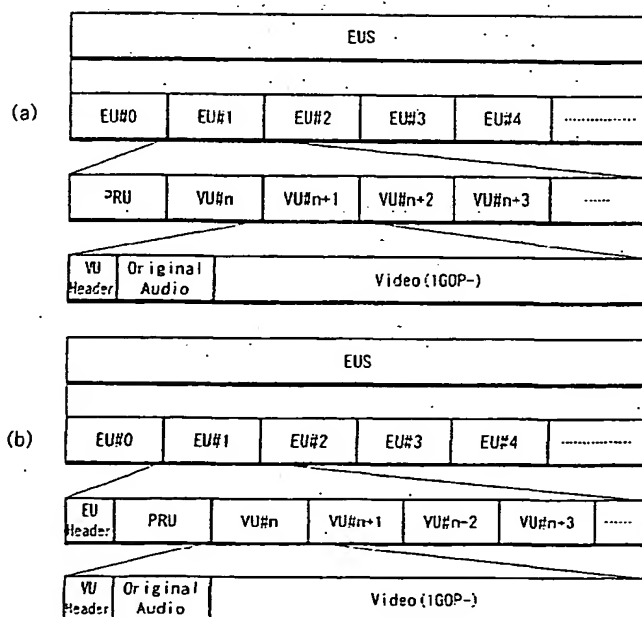 (a)
EUS
EU#0 EU#1 EU#2 EU#3 EU#4 ..............
PRU VU#n VU#n+1 VU#n+2 VU#n+3 ......
VU Header Original Audio Video(1GOP-)
(b)
EUS
EU#0 EU#1 EU#2 EU#3 EU#4 ..............
EU Header PRU VU#n VU#n+1 VU#n-2 VU#n+3 ......
VU Header Original Audio Video(1GOP-)